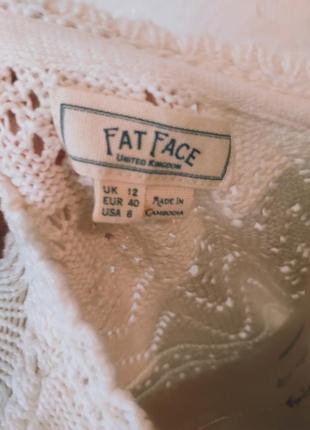 FAT FACE
UNITED KINGDOM
UK 12
EUR 40
USA 8
MADE IN
CAMBODIA